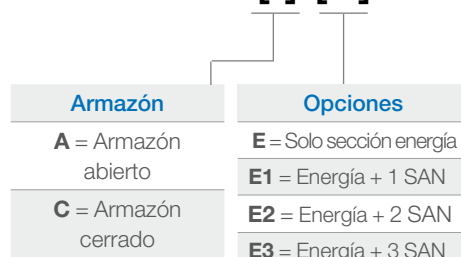 Armazón
A = Armazón
abierto
C = Armazón
cerrado
Opciones
E = Solo sección energía
E1 = Energía + 1 SAN
E2 = Energía + 2 SAN
E3 = Energía + 3 SAN